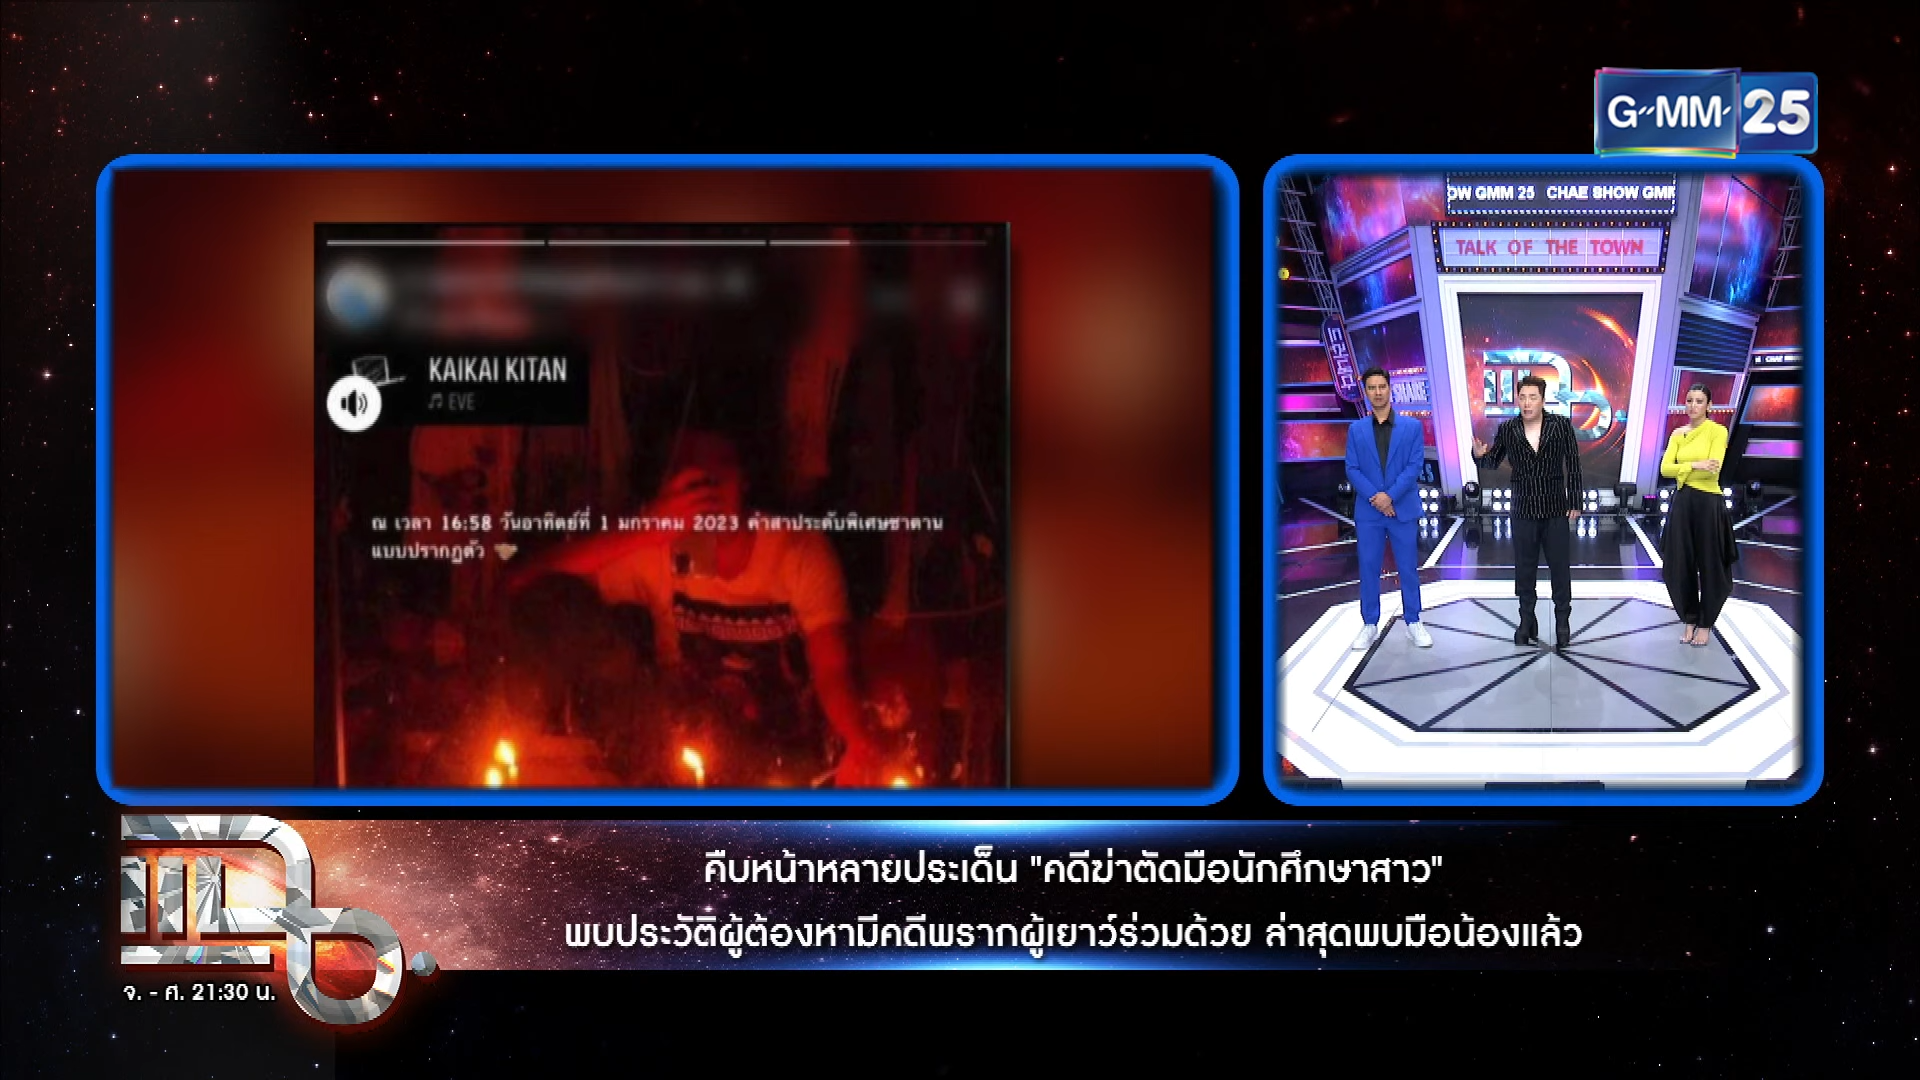 G"MM' 25
OW GMM 25 CHAE SHOW GMM
TALK OF THE TOWN
SHARE
KAIKAI KITAN
EVE
ณ เวลา 16:58 วันอาทิตย์ที่ 1 มกราคม 2023 คำสาประดับพิเศษซาตาน
แบบปรากฏตัว
แฉ
คืบหน้าหลายประเด็น "คดีฆ่าตัดมือนักศึกษาสาว"
พบประวัติผู้ต้องหามีคดีพรากผู้เยาว์ร่วมด้วย ล่าสุดพบมือน้องแล้ว
จ. - ศ. 21:30 น.